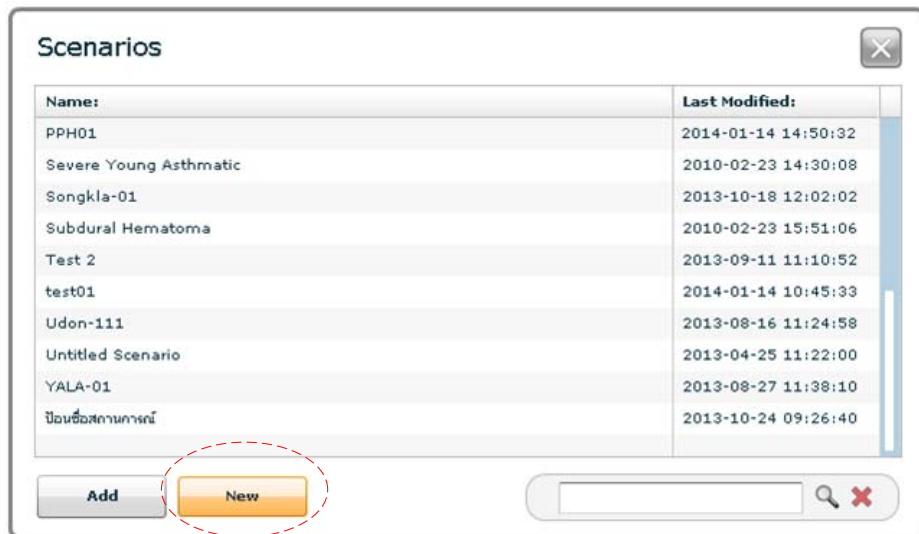 Scenarios
Name: Last Modified:
PPH01 2014-01-14 14:50:32
Severe Young Asthmatic 2010-02-23 14:30:08
Songkla-01 2013-10-18 12:02:02
Subdural Hematoma 2010-02-23 15:51:06
Test 2 2013-09-11 11:10:52
test01 2014-01-14 10:45:33
Udon-111 2013-08-16 11:24:58
Untitled Scenario 2013-04-25 11:22:00
YALA-01 2013-08-27 11:38:10
ป้อนชื่อสถานการณ์ 2013-10-24 09:26:40
Add New